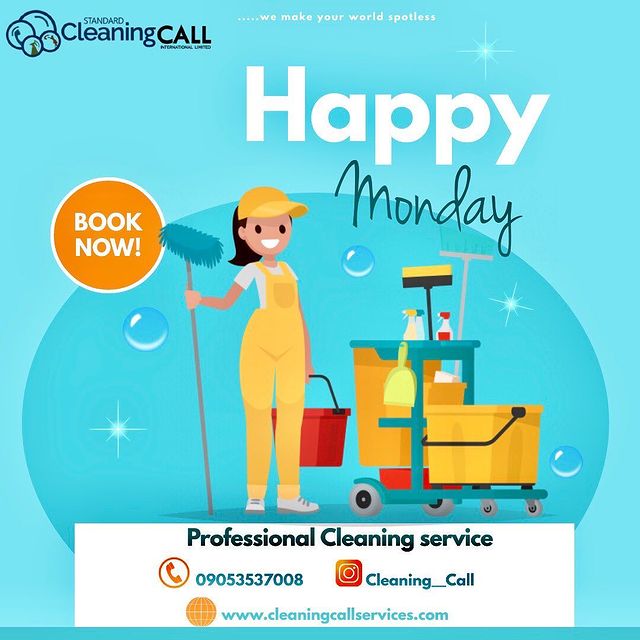 STANDARD
CleaningCALL
INTERNATIONAL LIMITED
.....we make your world spotless
Happy
Monday
BOOK
NOW!
Professional Cleaning service
09053537008
Cleaning__Call
www.cleaningcallservices.com